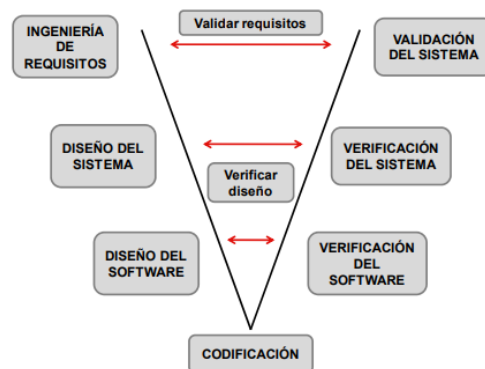 INGENIERÍA
DE
REQUISITOS
Validar requisitos
VALIDACIÓN
DEL SISTEMA
DISEÑO DEL
SISTEMA
Verificar
diseño
VERIFICACIÓN
DEL SISTEMA
DISEÑO DEL
SOFTWARE
VERIFICACIÓN
DEL
SOFTWARE
CODIFICACIÓN